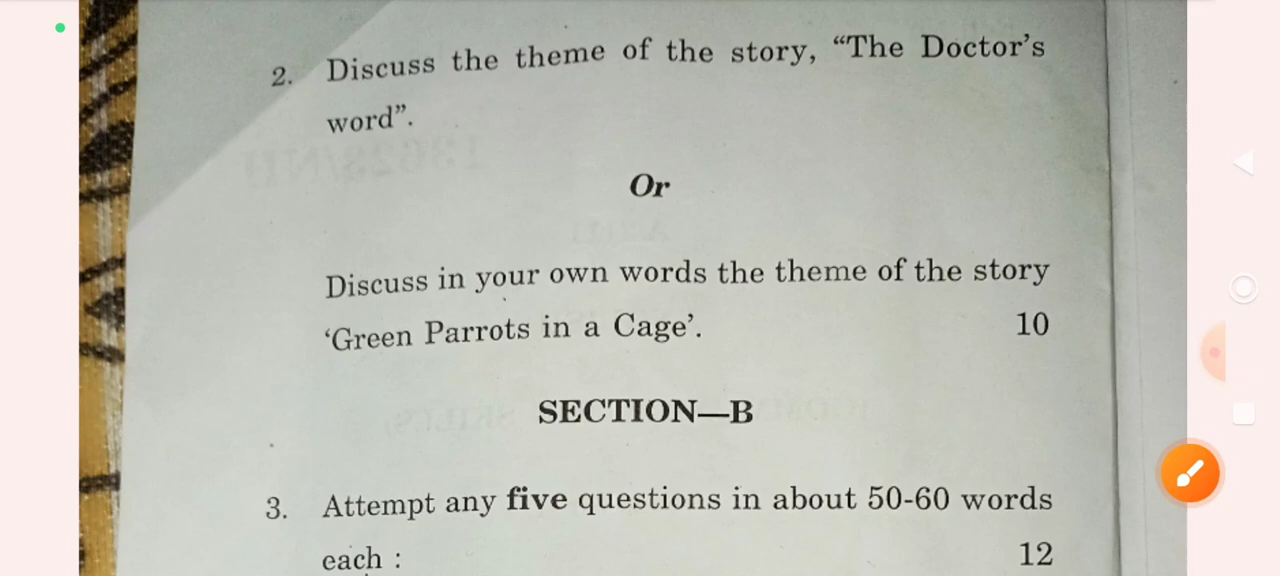 2. Discuss the theme of the story, “The Doctor’s
word”.
Or
Discuss in your own words the theme of the story
‘Green Parrots in a Cage’. 10
SECTION—B
3. Attempt any five questions in about 50-60 words
each : 12